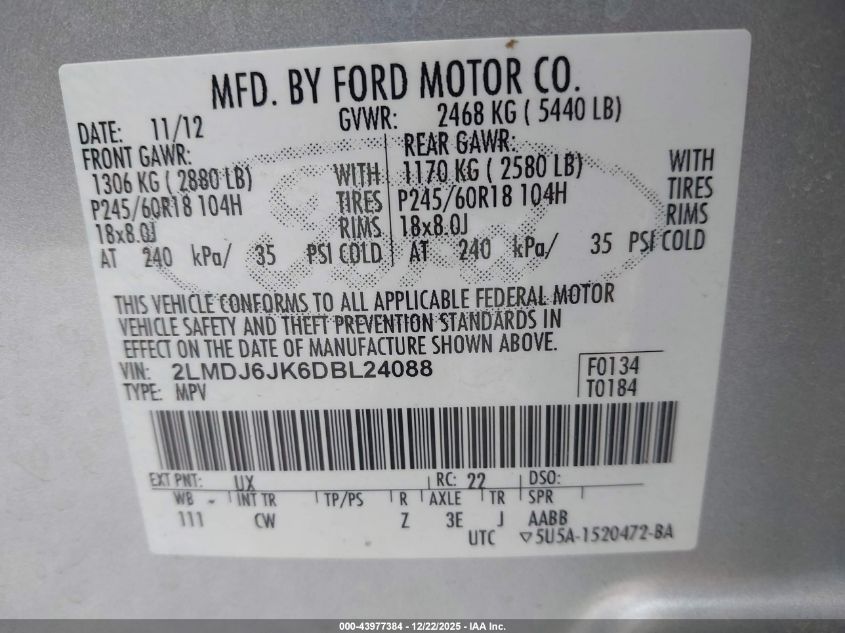 MFD. BY FORD MOTOR CO.
DATE: 11/12 GVWR: 2468 KG ( 5440 LB)
FRONT GAWR: REAR GAWR:
1306 KG ( 2880 LB) WITH 1170 KG ( 2580 LB) WITH
P245/60R18 104H TIRES P245/60R18 104H TIRES
18x8.0J RIMS 18x8.0J RIMS
AT 240 kPa/ 35 PSI COLD AT 240 kPa/ 35 PSI COLD
THIS VEHICLE CONFORMS TO ALL APPLICABLE FEDERAL MOTOR
VEHICLE SAFETY AND THEFT PREVENTION STANDARDS IN
EFFECT ON THE DATE OF MANUFACTURE SHOWN ABOVE.
VIN: 2LMDJ6JK6DBL24088 F0134
TYPE: MPV T0184
EXT PNT: UX RC: 22 DSO:
WB - INT TR TP/PS R AXLE TR SPR
111 CW Z 3E J AABB
UTC ▽5U5A-1520472-BA
000-43977384 - 12/22/2025 - IAA Inc.